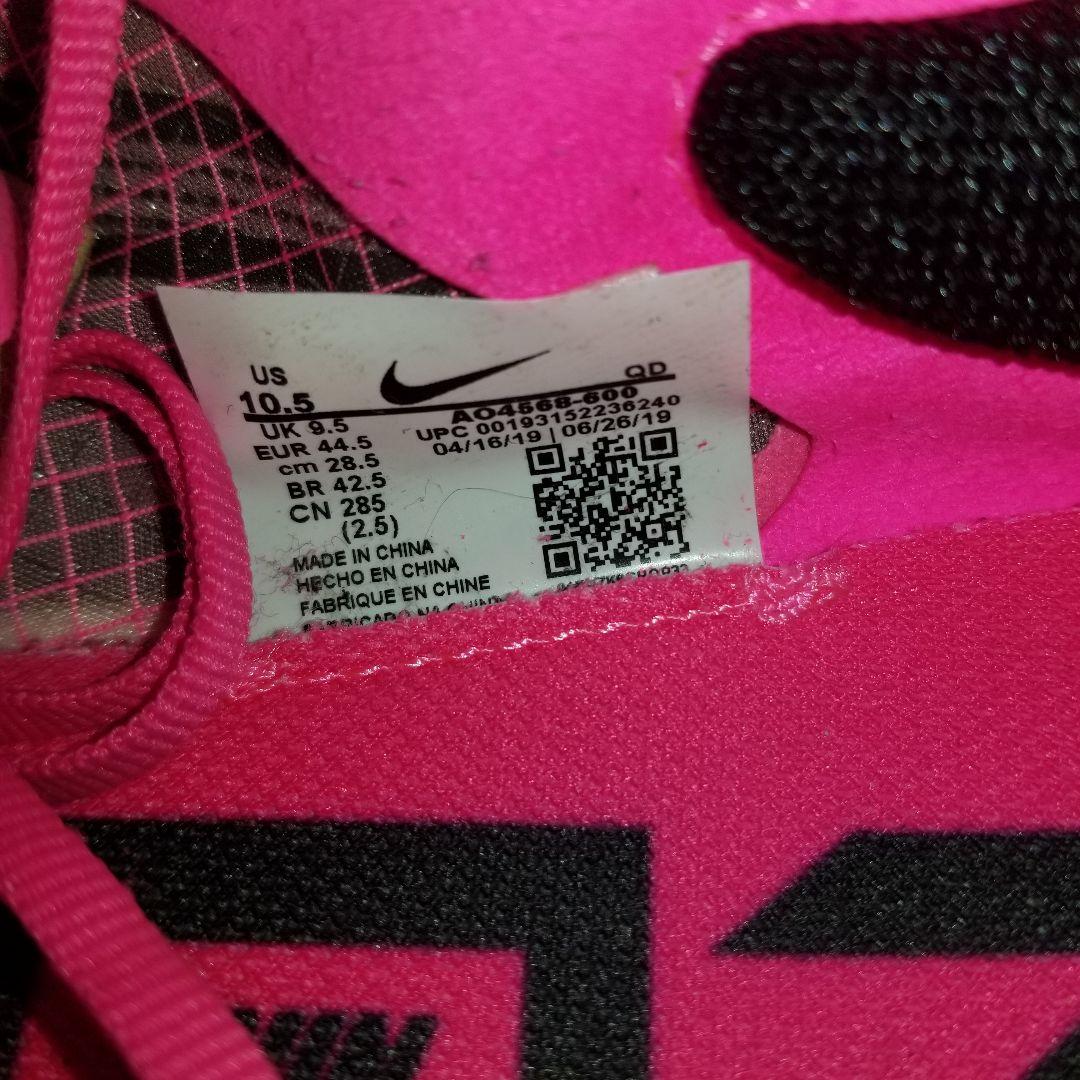 US
10.5
UK 9.5
EUR 44.5
cm 28.5
BR 42.5
CN 285
(2.5)
MADE IN CHINA
HECHO EN CHINA
FABRIQUE EN CHINE
QD
AO4568-600
UPC 00193152236240
04/16/19 | 06/26/19